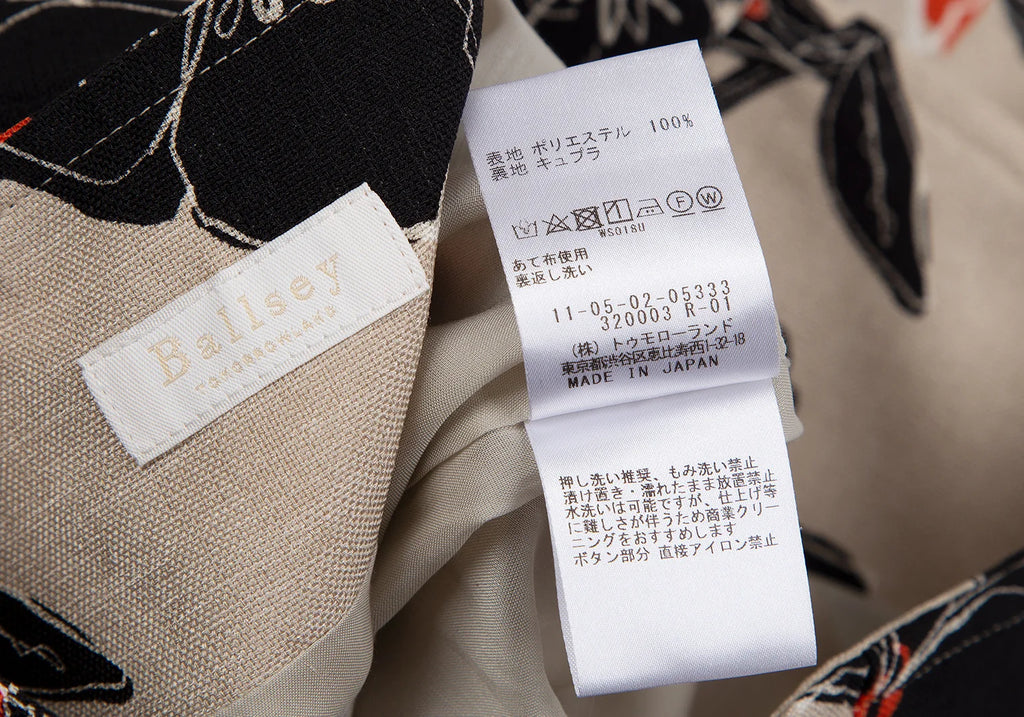 Ballsey
TOMORROWLAND
表地 ポリエステル 100%
裏地 キュプラ
WS018U
あて布使用
裏返し洗い
11-05-02-05333
320003 R-01
(株) トゥモローランド
東京都渋谷区恵比寿西1-32-18
MADE IN JAPAN
押し洗い推奨、もみ洗い禁止
漬け置き・濡れたまま放置禁止
水洗いは可能ですが、仕上げ等
に難しさが伴うため商業クリー
ニングをおすすめします
ボタン部分 直接アイロン禁止